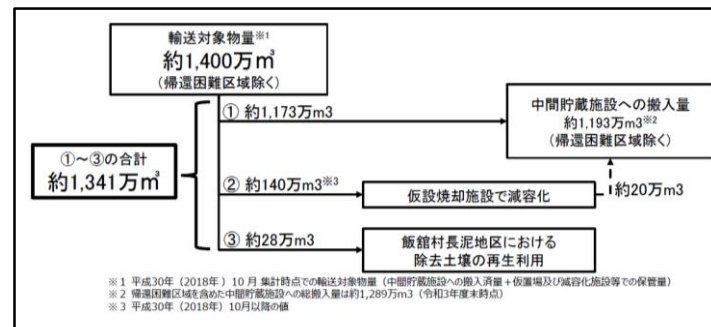 輸送対象物量※1
約1,400万㎥
(帰還困難区域除く)
① 約1,173万m3
中間貯蔵施設への搬入量
約1,193万m3※2
(帰還困難区域除く)
①～③の合計
約1,341万㎥
② 約140万m3※3
仮設焼却施設で減容化
約20万m3
③ 約28万m3
飯舘村長泥地区における
除去土壌の再生利用
※1 平成30年（2018年）10月 集計時点での輸送対象物量（中間貯蔵施設への搬入済量＋仮置場及び減容化施設等での保管量）
※2 帰還困難区域を含めた中間貯蔵施設への総搬入量は約1,289万m3（令和3年度末時点）
※3 平成30年（2018年）10月以降の値